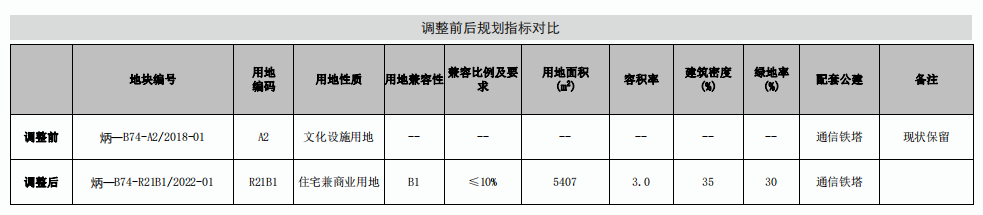 调整前后规划指标对比
地块编号 用地编码 用地性质 用地兼容性 兼容比例及要求 用地面积(m²) 容积率 建筑密度(%) 绿地率(%) 配套公建 备注
调整前 炳—B74-A2/2018-01 A2 文化设施用地 -- -- -- -- -- -- 通信铁塔 现状保留
调整后 炳—B74-R21B1/2022-01 R21B1 住宅兼商业用地 B1 ≤10% 5407 3.0 35 30 通信铁塔